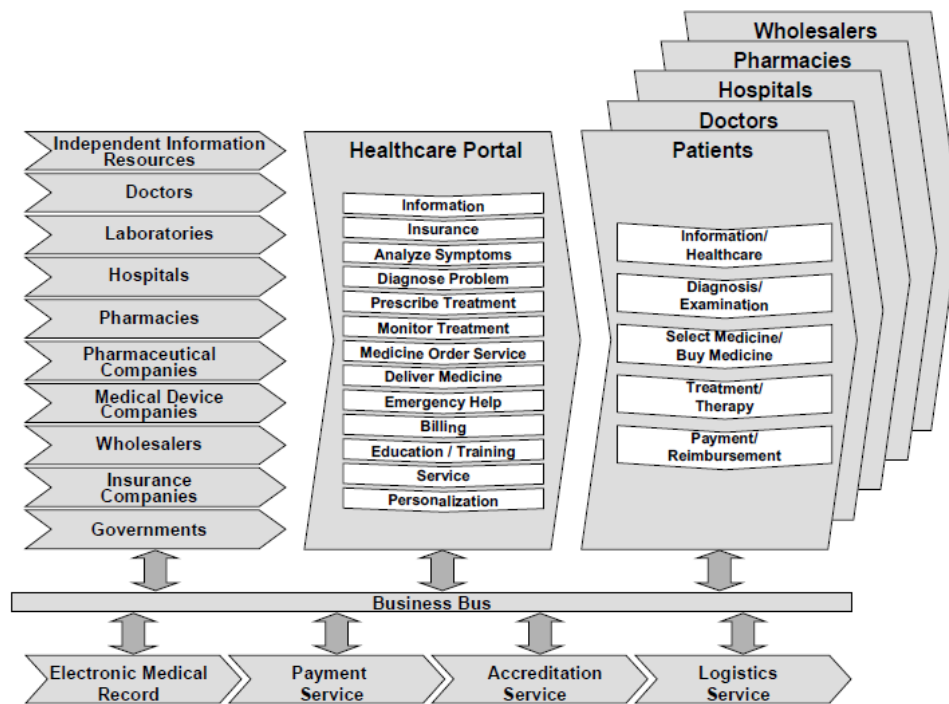 Wholesalers
Pharmacies
Hospitals
Doctors
Patients
Information/
Healthcare
Diagnosis/
Examination
Select Medicine/
Buy Medicine
Treatment/
Therapy
Payment/
Reimbursement
Independent Information
Resources
Doctors
Laboratories
Hospitals
Pharmacies
Pharmaceutical
Companies
Medical Device
Companies
Wholesalers
Insurance
Companies
Governments
Healthcare Portal
Information
Insurance
Analyze Symptoms
Diagnose Problem
Prescribe Treatment
Monitor Treatment
Medicine Order Service
Deliver Medicine
Emergency Help
Billing
Education / Training
Service
Personalization
Business Bus
Electronic Medical
Record
Payment
Service
Accreditation
Service
Logistics
Service